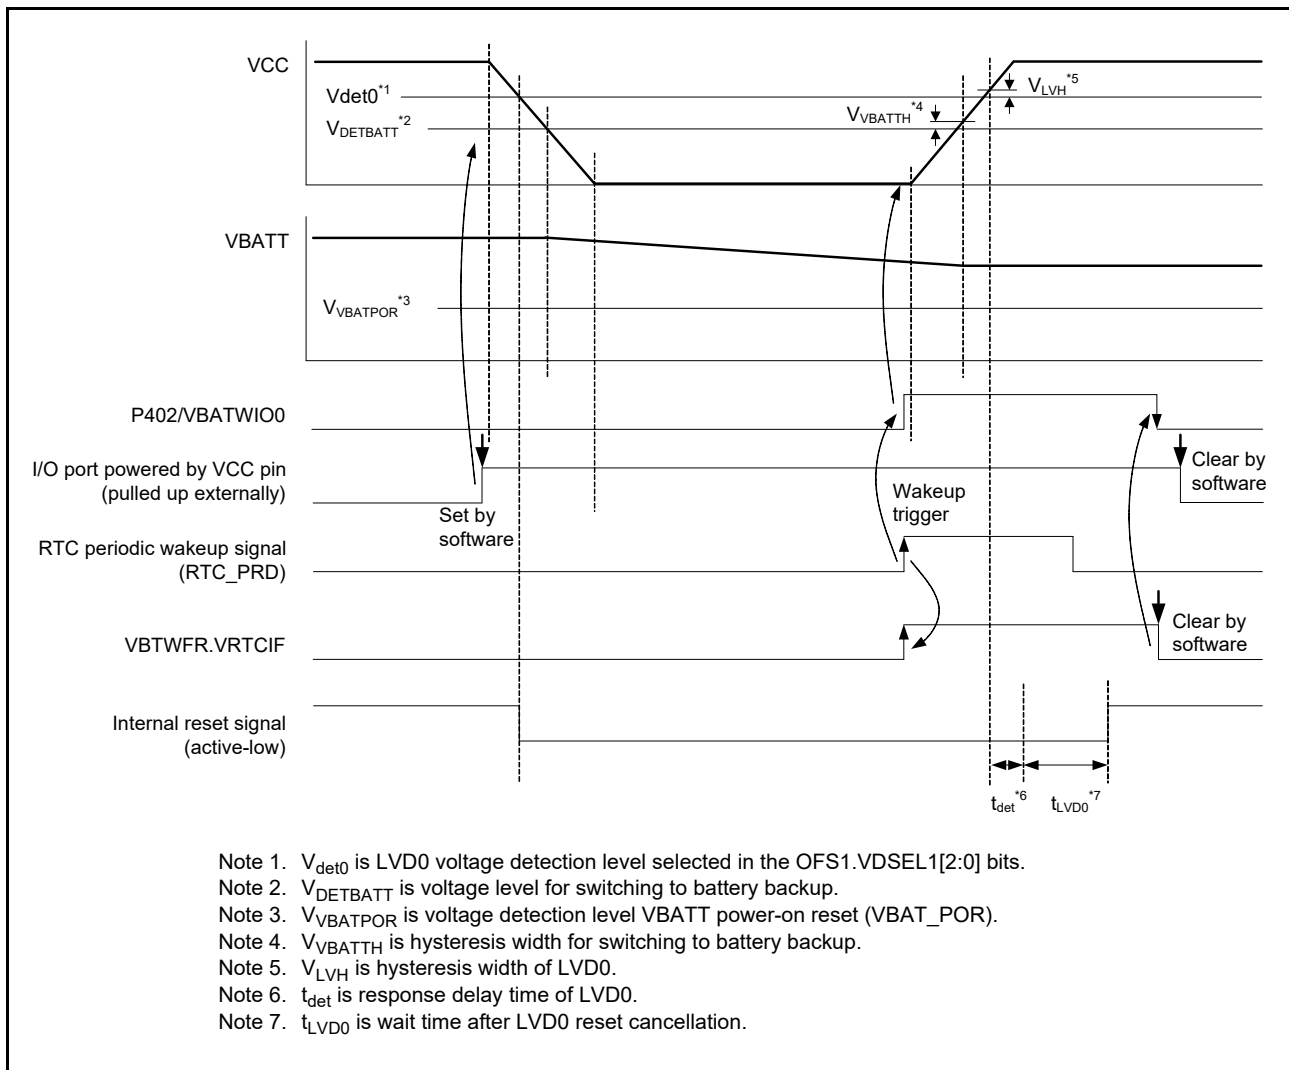 VCC
Vdet0*1
VDETBATT*2
VVBATTH*4
VLVH*5
VBATT
VVBATPOR*3
P402/VBATWIO0
I/O port powered by VCC pin
(pulled up externally)
Set by
software
Wakeup
trigger
Clear by
software
RTC periodic wakeup signal
(RTC_PRD)
VBTWFR.VRTCIF
Clear by
software
Internal reset signal
(active-low)
tdet*6
tLVD0*7
Note 1. Vdet0 is LVD0 voltage detection level selected in the OFS1.VDSEL1[2:0] bits.
Note 2. VDETBATT is voltage level for switching to battery backup.
Note 3. VVBATPOR is voltage detection level VBATT power-on reset (VBAT_POR).
Note 4. VVBATTH is hysteresis width for switching to battery backup.
Note 5. VLVH is hysteresis width of LVD0.
Note 6. tdet is response delay time of LVD0.
Note 7. tLVD0 is wait time after LVD0 reset cancellation.